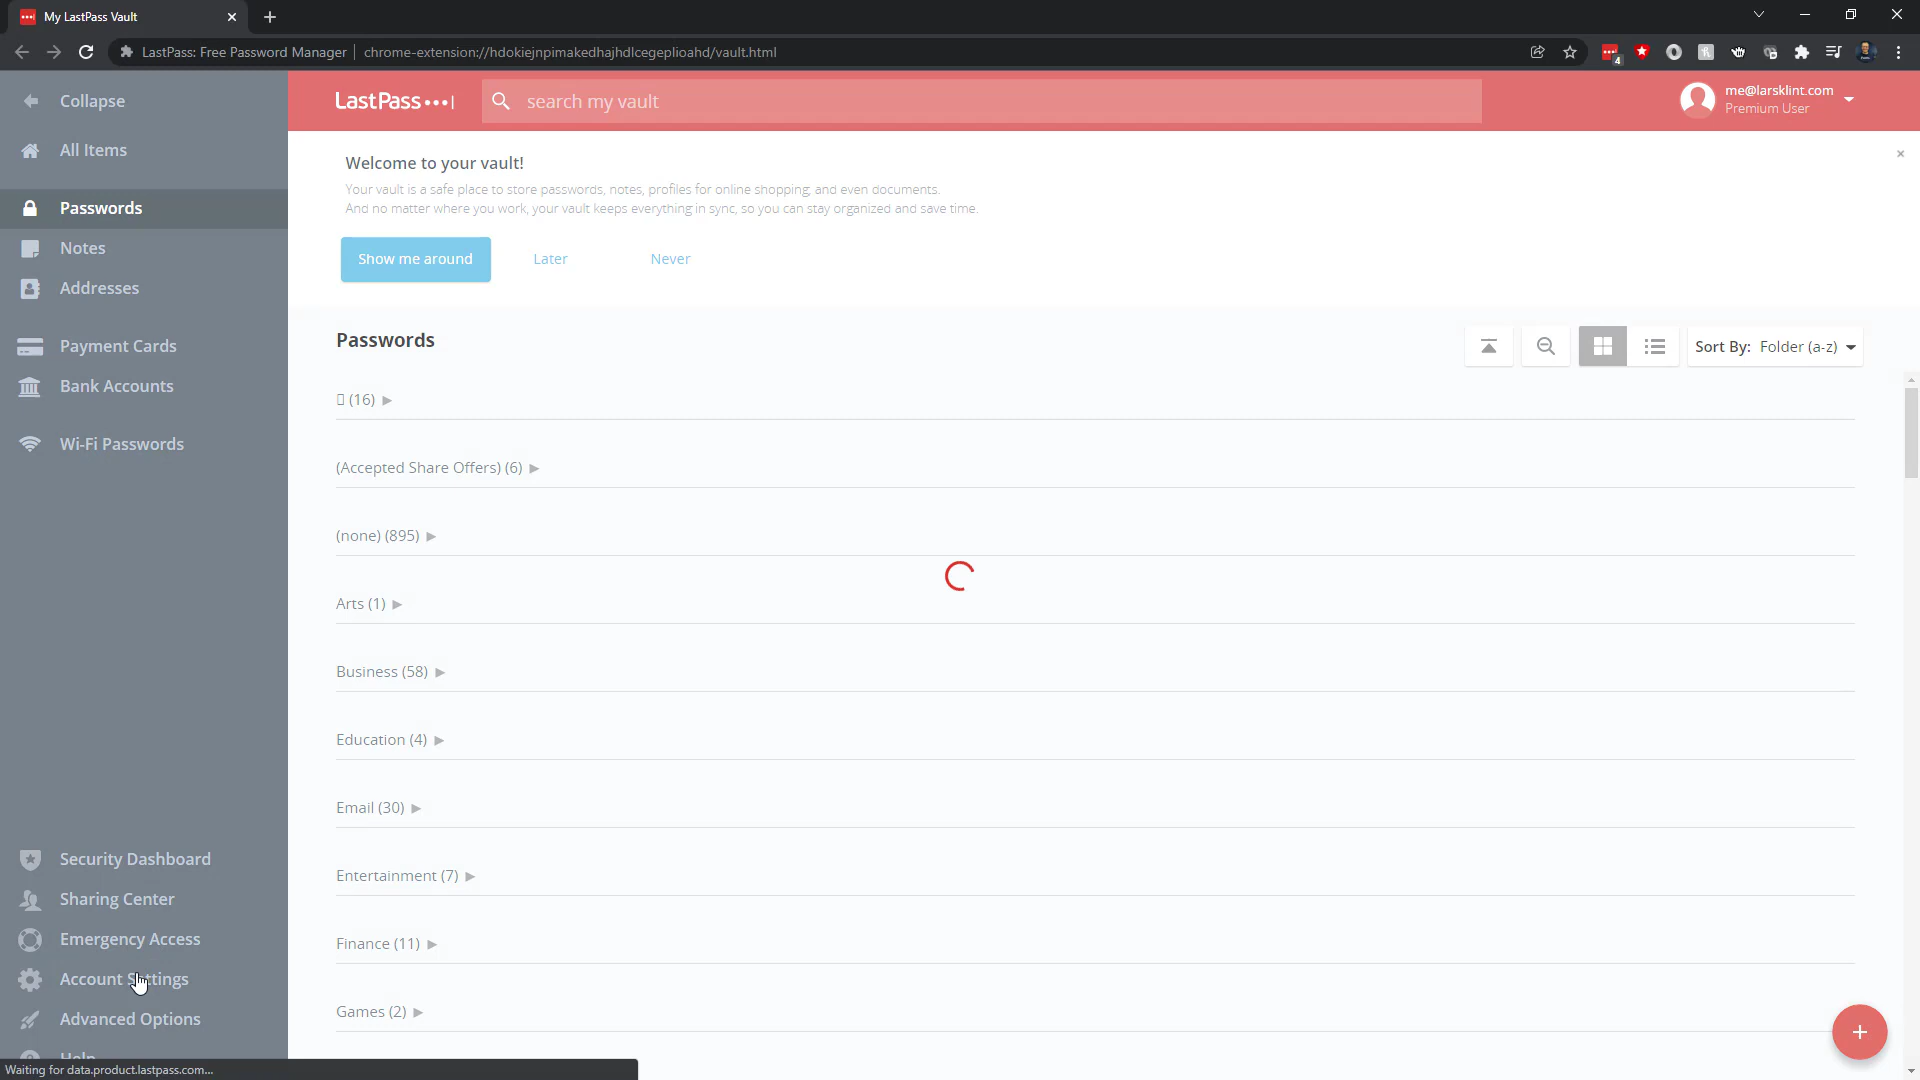 My LastPass Vault
LastPass: Free Password Manager
chrome-extension://hdokiejnpimakedhajhdlcegeplioahd/vault.html
4
Collapse
LastPass •••|
search my vault
me@larsklint.com
Premium User
All Items
Passwords
Notes
Addresses
Payment Cards
Bank Accounts
Wi-Fi Passwords
Welcome to your vault!
Your vault is a safe place to store passwords, notes, profiles for online shopping, and even documents.
And no matter where you work, your vault keeps everything in sync, so you can stay organized and save time.
Show me around
Later
Never
Passwords
Sort By: Folder (a-z)
(16)
(Accepted Share Offers) (6)
(none) (895)
Arts (1)
Business (58)
Education (4)
Email (30)
Entertainment (7)
Finance (11)
Games (2)
Security Dashboard
Sharing Center
Emergency Access
Account Settings
Advanced Options
Help
Waiting for data.product.lastpass.com...